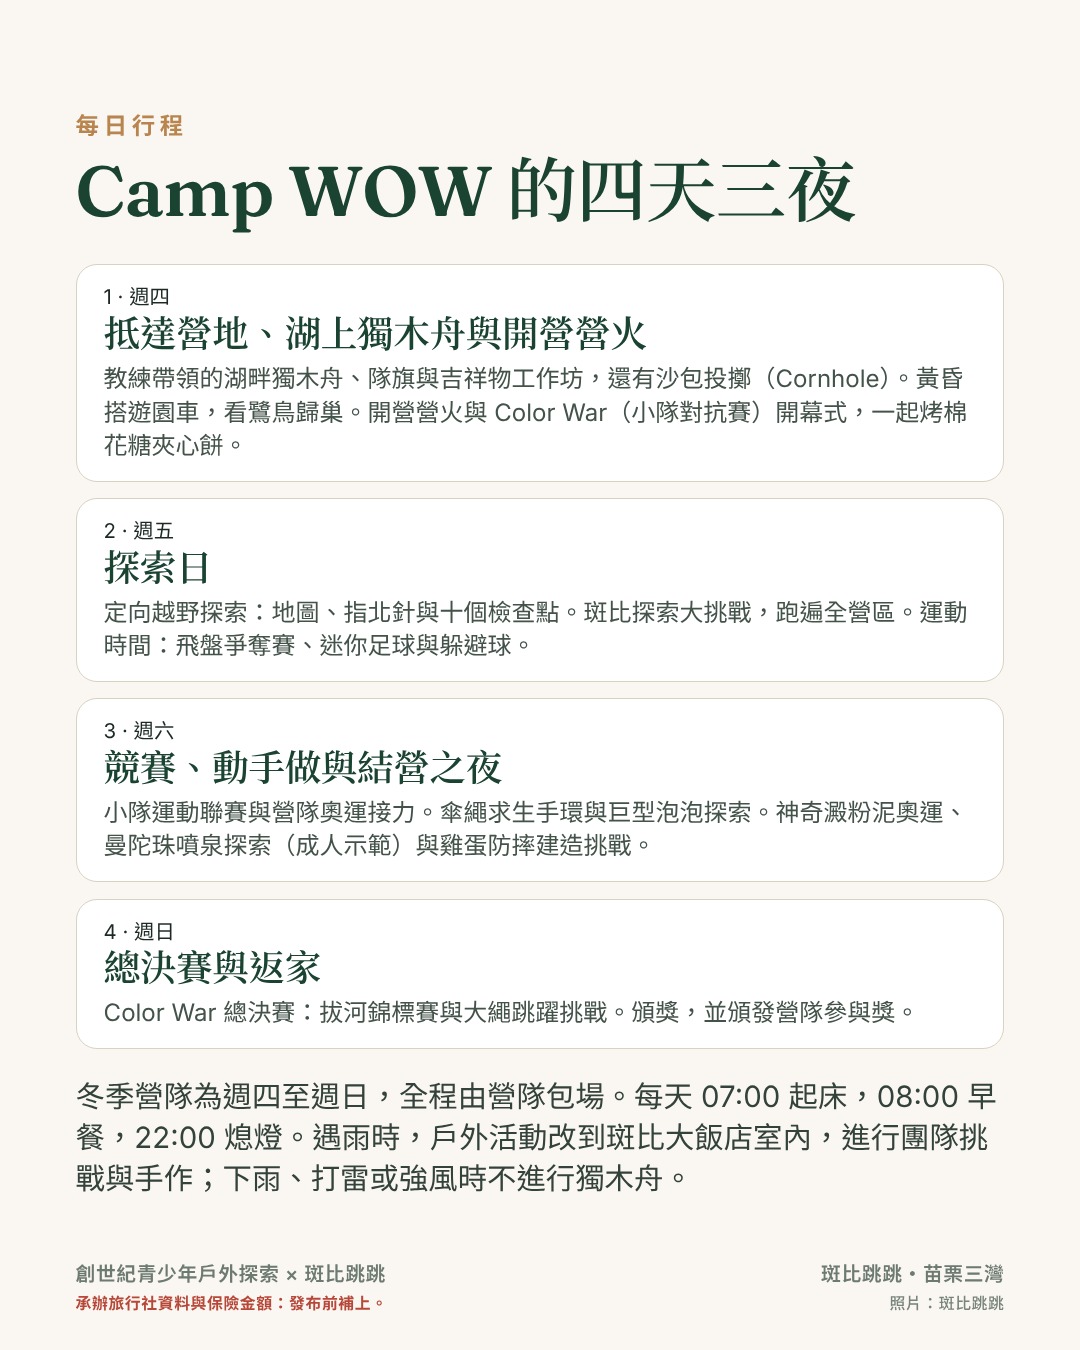 每日行程
Camp WOW 的四天三夜
1 · 週四
抵達營地、湖上獨木舟與開營營火
教練帶領的湖畔獨木舟、隊旗與吉祥物工作坊，還有沙包投擲（Cornhole）。黃昏
搭遊園車，看鷺鳥歸巢。開營營火與 Color War（小隊對抗賽）開幕式，一起烤棉
花糖夾心餅。
2 · 週五
探索日
定向越野探索：地圖、指北針與十個檢查點。斑比探索大挑戰，跑遍全營區。運動
時間：飛盤爭奪賽、迷你足球與躲避球。
3 · 週六
競賽、動手做與結營之夜
小隊運動聯賽與營隊奧運接力。傘繩求生手環與巨型泡泡探索。神奇澱粉泥奧運、
曼陀珠噴泉探索（成人示範）與雞蛋防摔建造挑戰。
4 · 週日
總決賽與返家
Color War 總決賽：拔河錦標賽與大繩跳躍挑戰。頒獎，並頒發營隊參與獎。
冬季營隊為週四至週日，全程由營隊包場。每天 07:00 起床，08:00 早
餐，22:00 熄燈。遇雨時，戶外活動改到斑比大飯店室內，進行團隊挑
戰與手作；下雨、打雷或強風時不進行獨木舟。
創世紀青少年戶外探索 × 斑比跳跳
斑比跳跳・苗栗三灣
承辦旅行社資料與保險金額：發布前補上。
照片：斑比跳跳